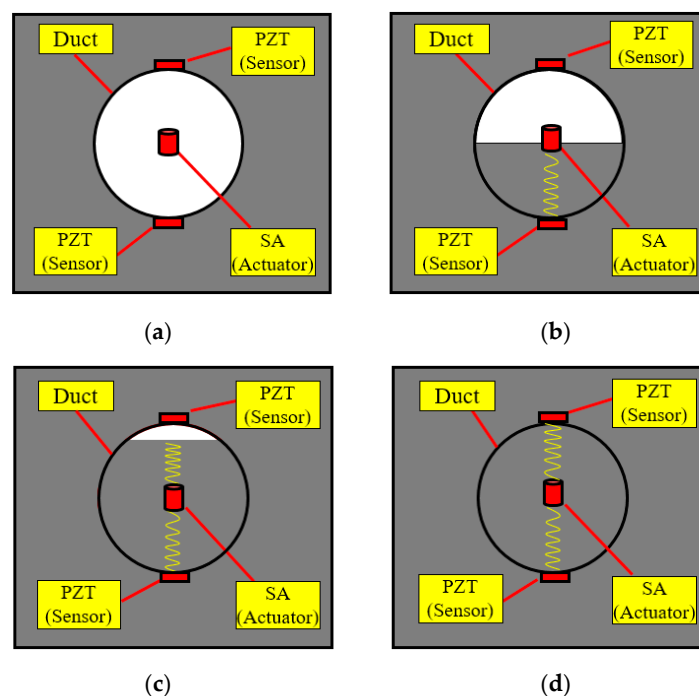 Duct
PZT
(Sensor)
PZT
(Sensor)
SA
(Actuator)
(a)
Duct
PZT
(Sensor)
PZT
(Sensor)
SA
(Actuator)
(b)
Duct
PZT
(Sensor)
PZT
(Sensor)
SA
(Actuator)
(c)
Duct
PZT
(Sensor)
PZT
(Sensor)
SA
(Actuator)
(d)